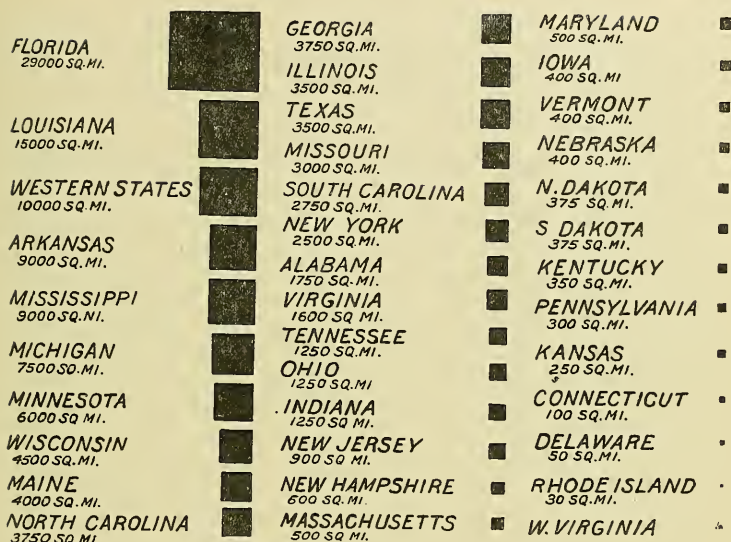 FLORIDA
29000 SQ.MI.
LOUISIANA
15000 SQ.MI.
WESTERN STATES
10000 SQ.MI.
ARKANSAS
9000 SQ.MI.
MISSISSIPPI
9000 SQ.NI.
MICHIGAN
7500 SQ.MI.
MINNESOTA
6000 SQ MI.
WISCONSIN
4500 SQ.MI.
MAINE
4000 SQ.MI.
NORTH CAROLINA
3750 SQ MI
GEORGIA
3750 SQ.MI.
ILLINOIS
3500 SQ.MI.
TEXAS
3500 SQ.MI.
MISSOURI
3000 SQ.MI.
SOUTH CAROLINA
2750 SQ.MI.
NEW YORK
2500 SQ.MI.
ALABAMA
1750 SQ.MI.
VIRGINIA
1600 SQ.MI.
TENNESSEE
1250 SQ.MI.
OHIO
1250 SQ.MI
INDIANA
1250 SQ.MI
NEW JERSEY
900 SQ MI.
NEW HAMPSHIRE
600 SQ.MI.
MASSACHUSETTS
500 SQ MI.
MARYLAND
500 SQ.MI.
IOWA
400 SQ.MI
VERMONT
400 SQ.MI.
NEBRASKA
400 SQ.MI.
N.DAKOTA
375 SQ.MI.
S DAKOTA
375 SQ.MI.
KENTUCKY
350 SQ.MI.
PENNSYLVANIA
300 SQ.MI.
KANSAS
250 SQ.MI.
CONNECTICUT
100 SQ.MI.
DELAWARE
50 SQ.MI.
RHODE ISLAND
30 SQ.MI.
W.VIRGINIA